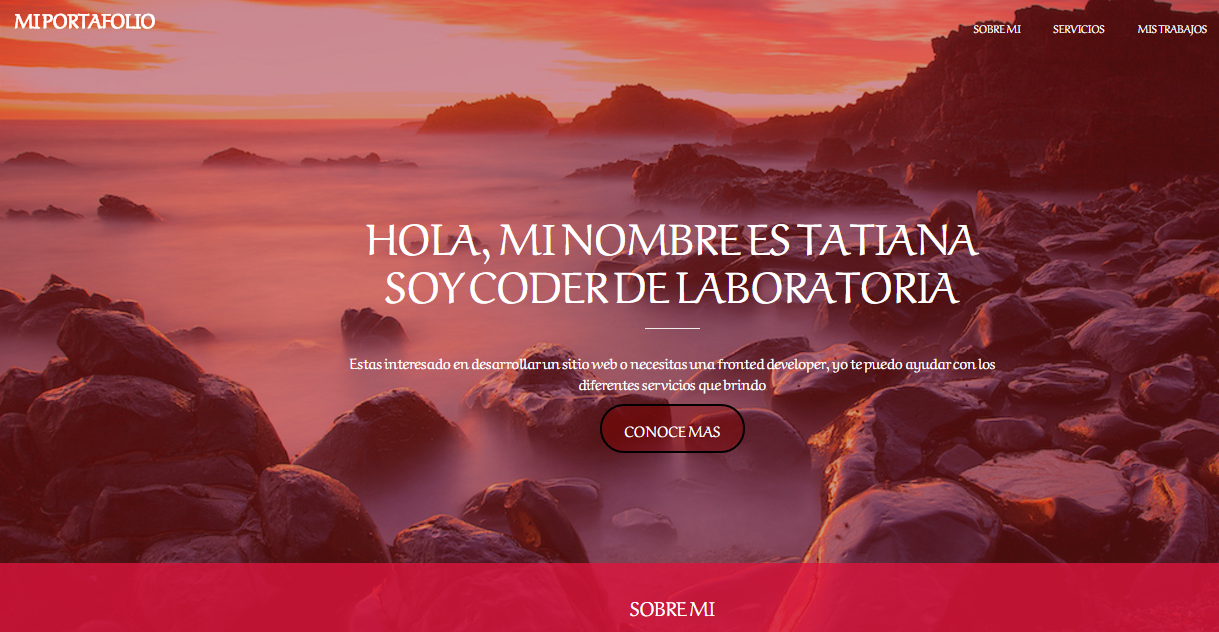 MI PORTAFOLIO
SOBRE MI SERVICIOS MIS TRABAJOS
HOLA, MI NOMBRE ES TATIANA
SOY CODER DE LABORATORIA
Estas interesado en desarrollar un sitio web o necesitas una fronted developer, yo te puedo ayudar con los
diferentes servicios que brindo
CONOCE MAS
SOBRE MI